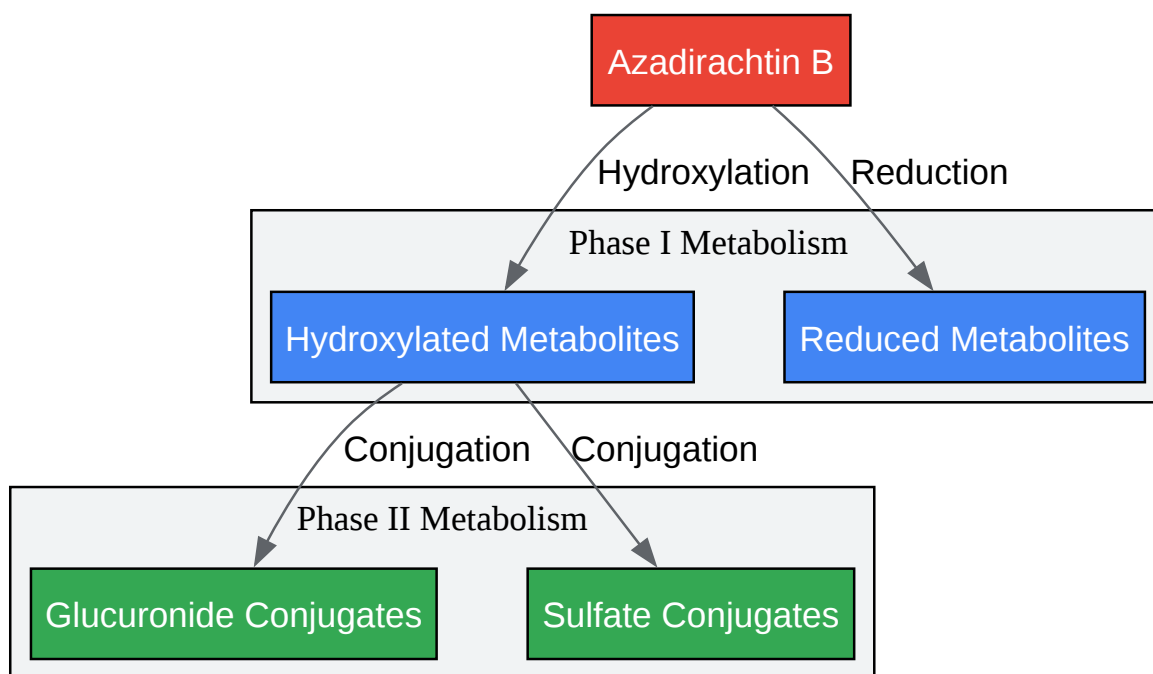 Azadirachtin B
Hydroxylation
Reduction
Phase I Metabolism
Hydroxylated Metabolites
Reduced Metabolites
Conjugation
Conjugation
Phase II Metabolism
Glucuronide Conjugates
Sulfate Conjugates